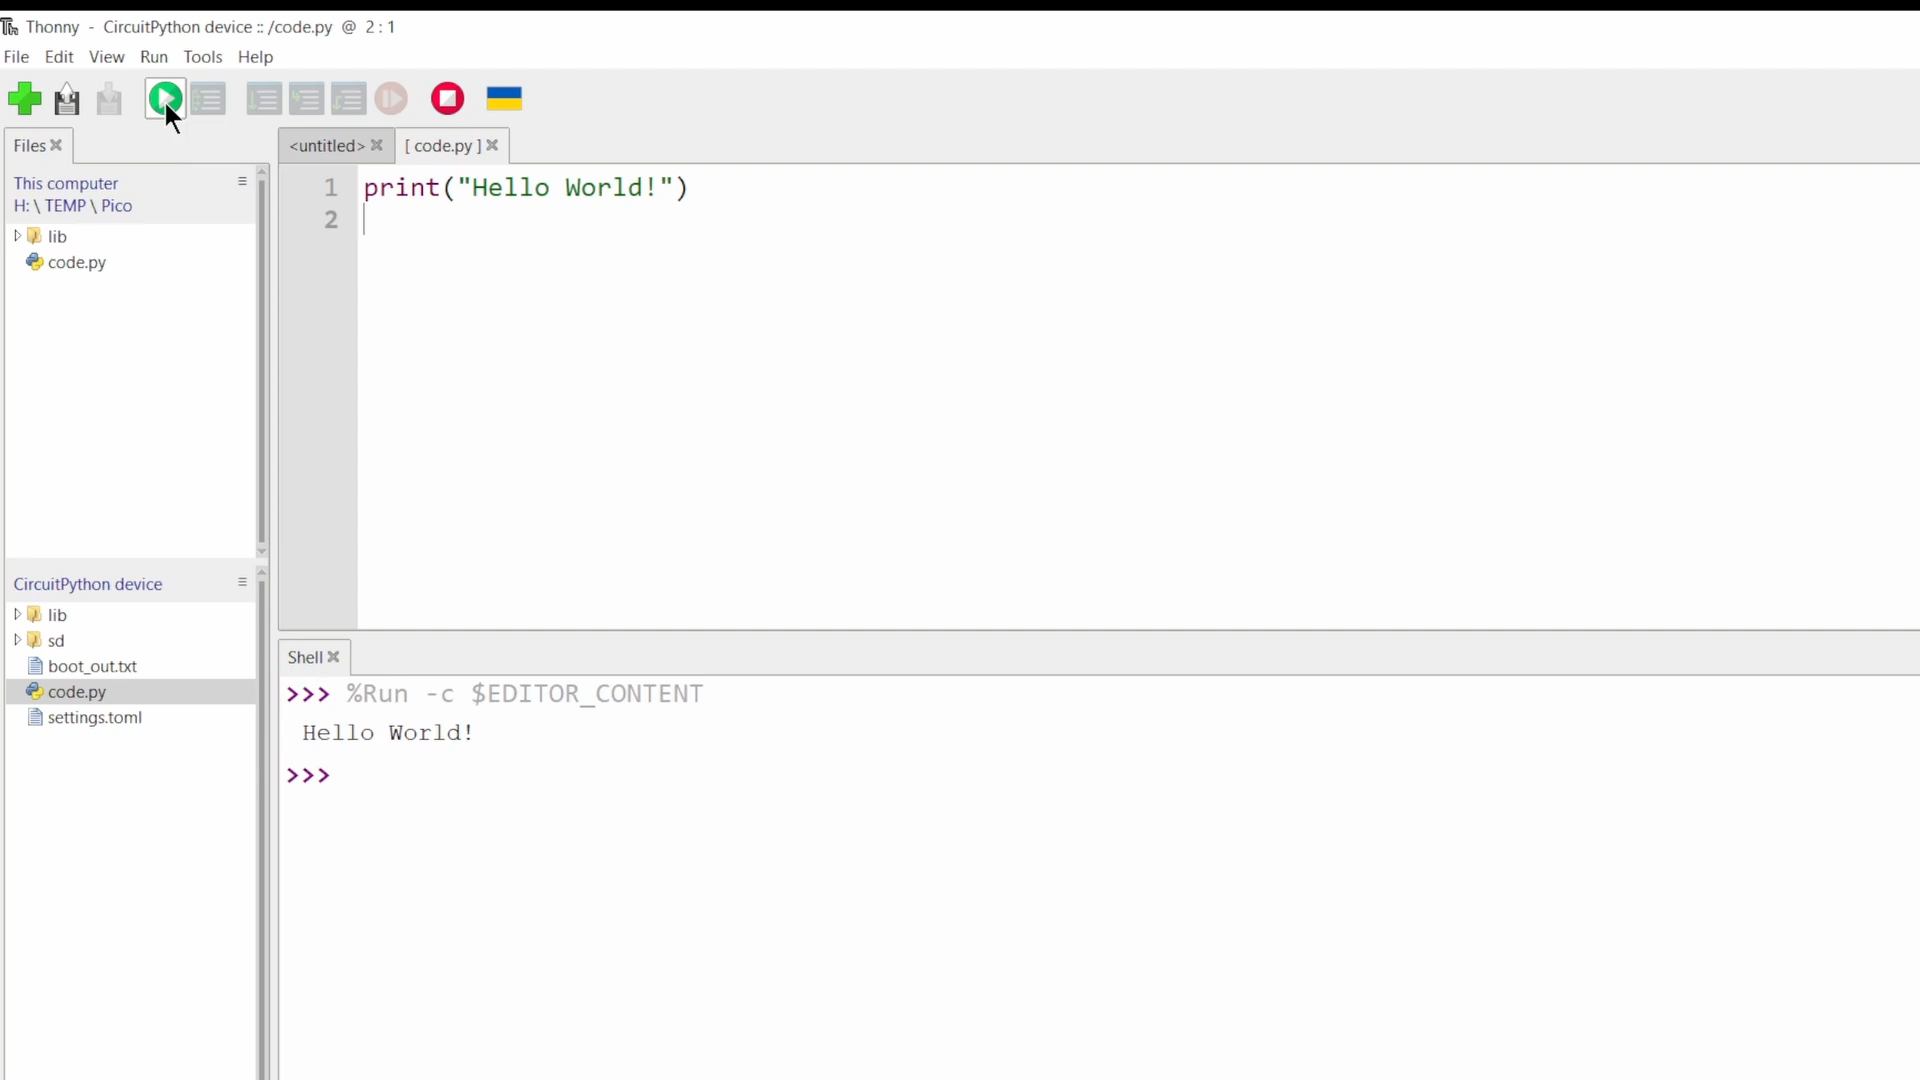 Thonny - CircuitPython device :: /code.py @ 2 : 1
File Edit View Run Tools Help
Files
<untitled> [ code.py ]
This computer
H: \ TEMP \ Pico
lib
code.py
1 print("Hello World!")
2
CircuitPython device
lib
sd
boot_out.txt
code.py
settings.toml
Shell
>>> %Run -c $EDITOR_CONTENT
Hello World!
>>>